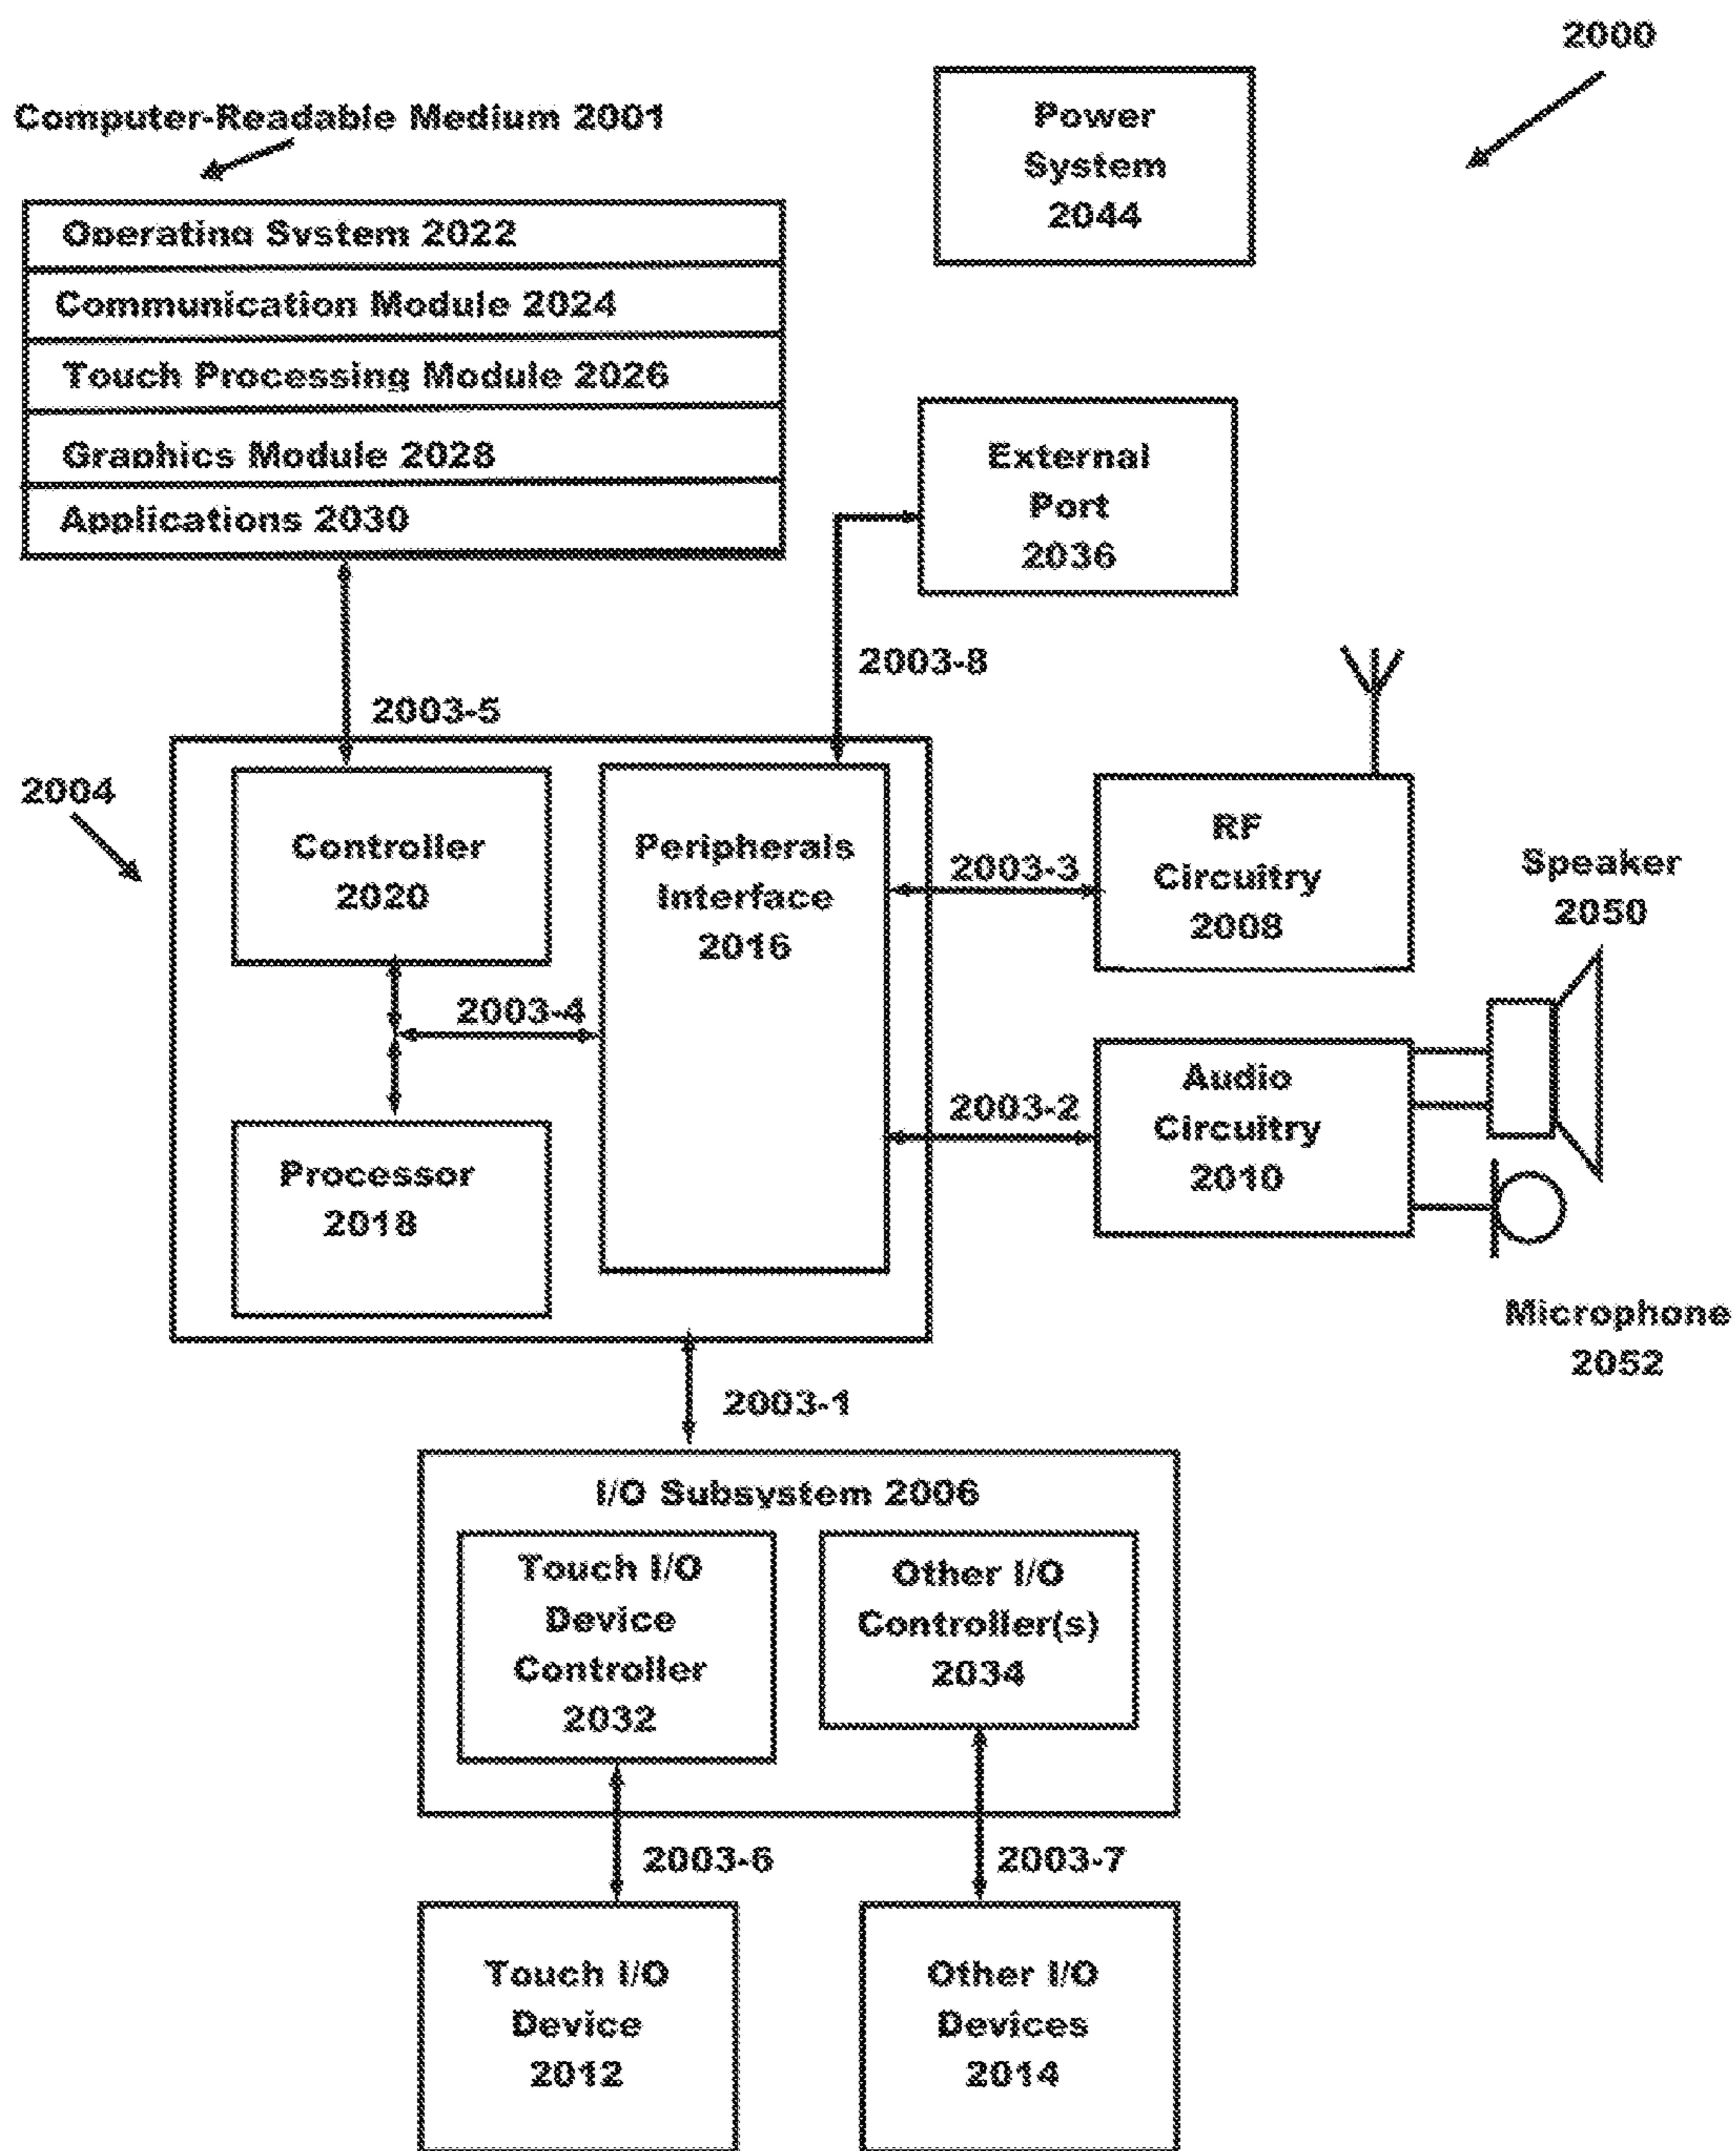 2000
Computer-Readable Medium 2001
Power
System
2044
Operating System 2022
Communication Module 2024
Touch Processing Module 2026
Graphics Module 2028
Applications 2030
External
Port
2036
2003-8
2003-5
2004
Controller
2020
Peripherals
Interface
2016
2003-3
RF
Circuitry
2008
Speaker
2050
2003-4
Processor
2018
2003-2
Audio
Circuitry
2010
Microphone
2052
2003-1
I/O Subsystem 2006
Touch I/O
Device
Controller
2032
Other I/O
Controller(s)
2034
2003-6
2003-7
Touch I/O
Device
2012
Other I/O
Devices
2014